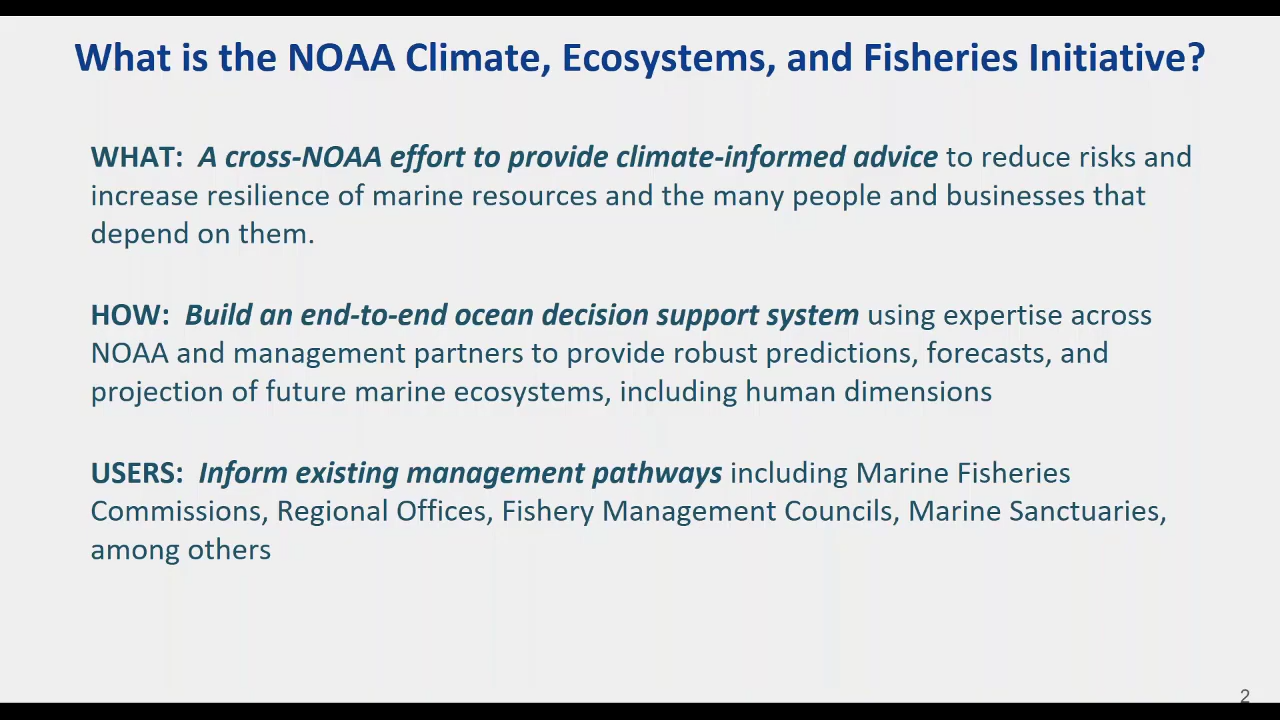 What is the NOAA Climate, Ecosystems, and Fisheries Initiative?
WHAT: A cross-NOAA effort to provide climate-informed advice to reduce risks and
increase resilience of marine resources and the many people and businesses that
depend on them.
HOW: Build an end-to-end ocean decision support system using expertise across
NOAA and management partners to provide robust predictions, forecasts, and
projection of future marine ecosystems, including human dimensions
USERS: Inform existing management pathways including Marine Fisheries
Commissions, Regional Offices, Fishery Management Councils, Marine Sanctuaries,
among others
2